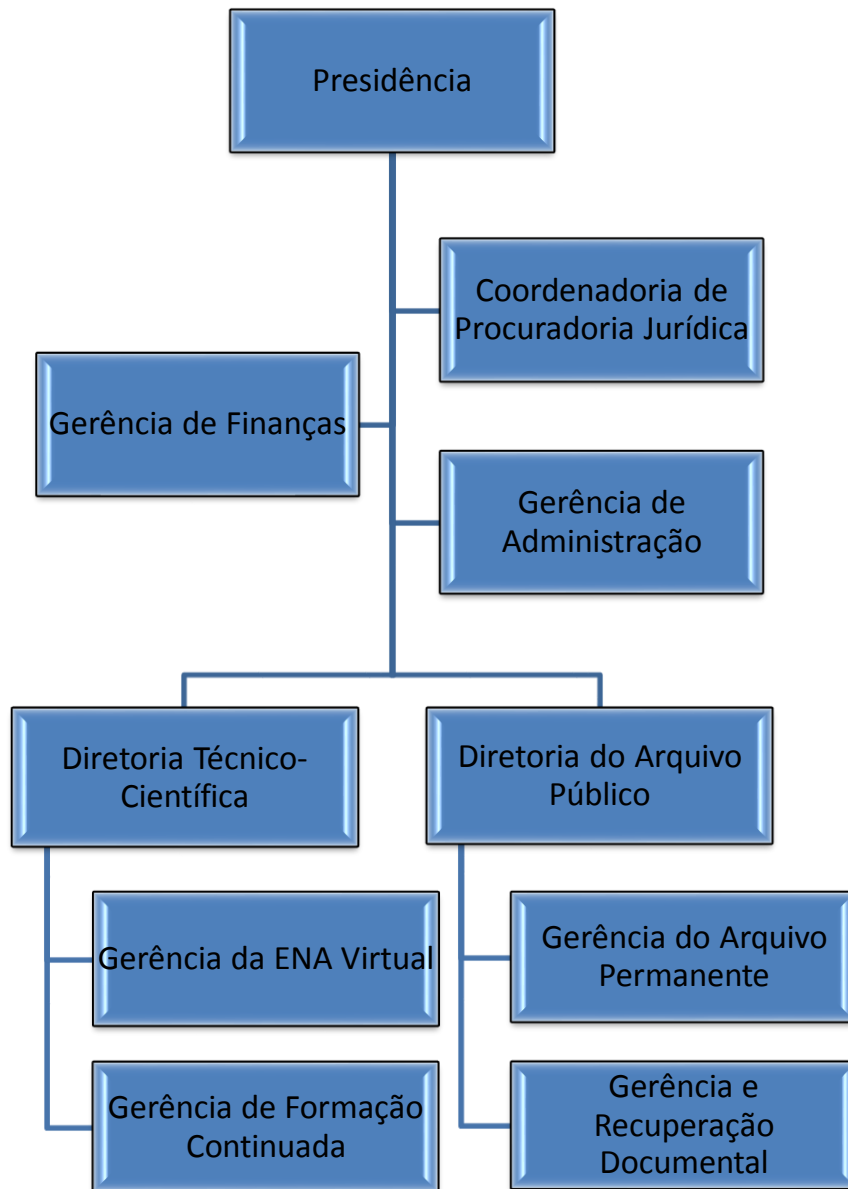 Presidência
Coordenadoria de
Procuradoria Jurídica
Gerência de Finanças
Gerência de
Administração
Diretoria Técnico-
Científica
Diretoria do Arquivo
Público
Gerência da ENA Virtual
Gerência do Arquivo
Permanente
Gerência de Formação
Continuada
Gerência e
Recuperação
Documental